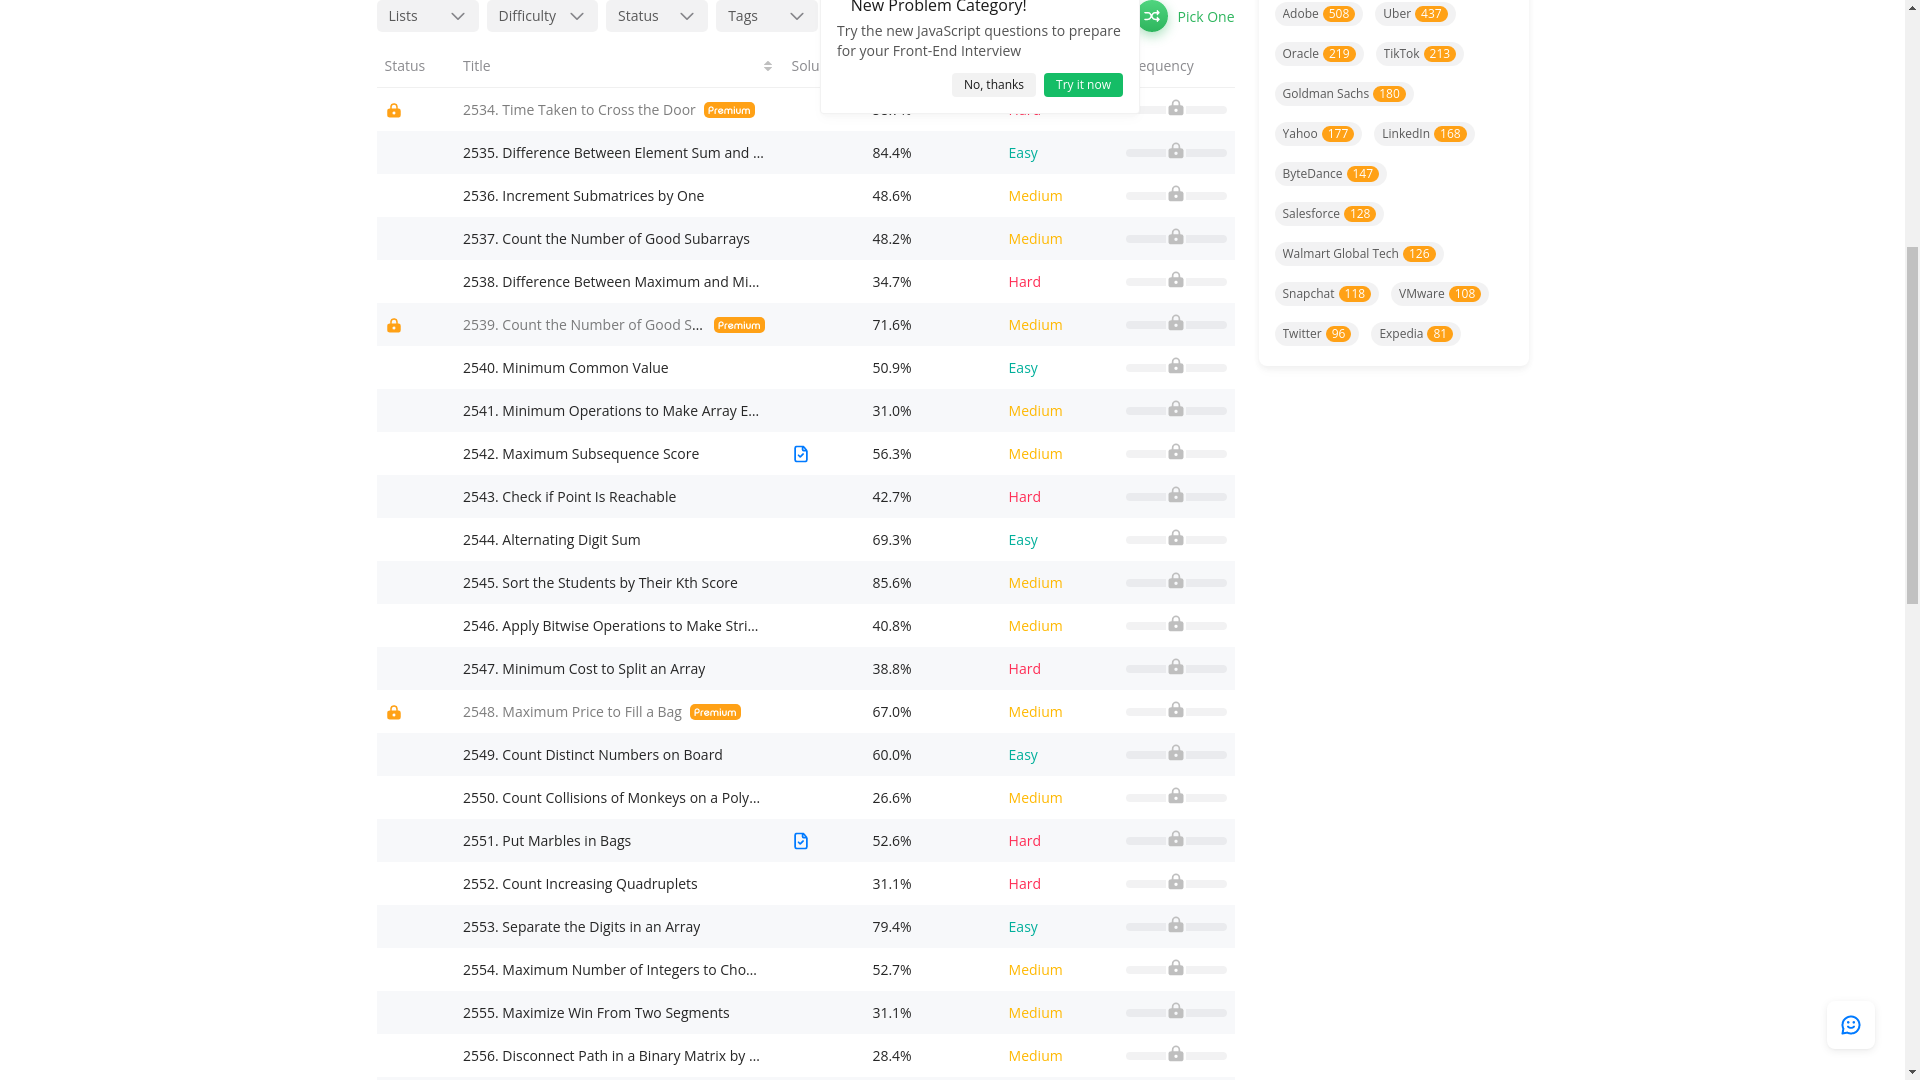 Lists Difficulty Status Tags
New Problem Category!
Try the new JavaScript questions to prepare
for your Front-End Interview
No, thanks Try it now
Pick One
Status Title Solu equency
2534. Time Taken to Cross the Door Premium
2535. Difference Between Element Sum and ... 84.4% Easy
2536. Increment Submatrices by One 48.6% Medium
2537. Count the Number of Good Subarrays 48.2% Medium
2538. Difference Between Maximum and Mi... 34.7% Hard
2539. Count the Number of Good S... Premium 71.6% Medium
2540. Minimum Common Value 50.9% Easy
2541. Minimum Operations to Make Array E... 31.0% Medium
2542. Maximum Subsequence Score 56.3% Medium
2543. Check if Point Is Reachable 42.7% Hard
2544. Alternating Digit Sum 69.3% Easy
2545. Sort the Students by Their Kth Score 85.6% Medium
2546. Apply Bitwise Operations to Make Stri... 40.8% Medium
2547. Minimum Cost to Split an Array 38.8% Hard
2548. Maximum Price to Fill a Bag Premium 67.0% Medium
2549. Count Distinct Numbers on Board 60.0% Easy
2550. Count Collisions of Monkeys on a Poly... 26.6% Medium
2551. Put Marbles in Bags 52.6% Hard
2552. Count Increasing Quadruplets 31.1% Hard
2553. Separate the Digits in an Array 79.4% Easy
2554. Maximum Number of Integers to Cho... 52.7% Medium
2555. Maximize Win From Two Segments 31.1% Medium
2556. Disconnect Path in a Binary Matrix by ... 28.4% Medium
Adobe 508 Uber 437
Oracle 219 TikTok 213
Goldman Sachs 180
Yahoo 177 LinkedIn 168
ByteDance 147
Salesforce 128
Walmart Global Tech 126
Snapchat 118 VMware 108
Twitter 96 Expedia 81